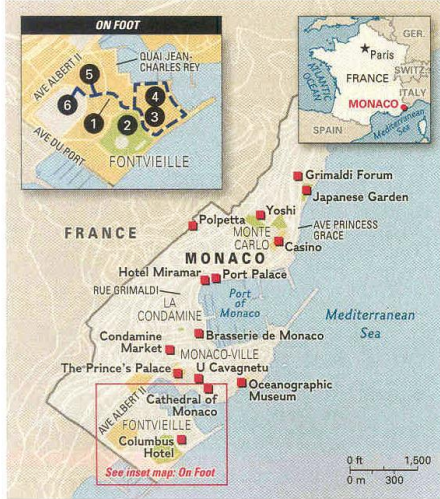 ON FOOT
QUAI JEAN-
CHARLES REY
AVE ALBERT II
5
6
4
3
1
2
AVE DU PORT
FONTVIEILLE
GER.
Paris
ATLANTIC
OCEAN
FRANCE
SWITZ.
ITALY
MONACO
SPAIN
Mediterranean
Sea
Grimaldi Forum
Japanese Garden
Yoshi
Polpetta
AVE PRINCESS
GRACE
MONTE
CARLO
Casino
FRANCE
MONACO
Hotel Miramar
Port Palace
RUE GRIMALDI
Port
of
Monaco
LA
CONDAMINE
Mediterranean
Sea
Brasserie de Monaco
Condamine
Market
MONACO-VILLE
The Prince's Palace
U Cavagnetu
Oceanographic
Museum
Cathedral of
Monaco
AVE ALBERT II
FONTVIEILLE
Columbus
Hotel
See inset map: On Foot
0 ft 1,500
0 m 300